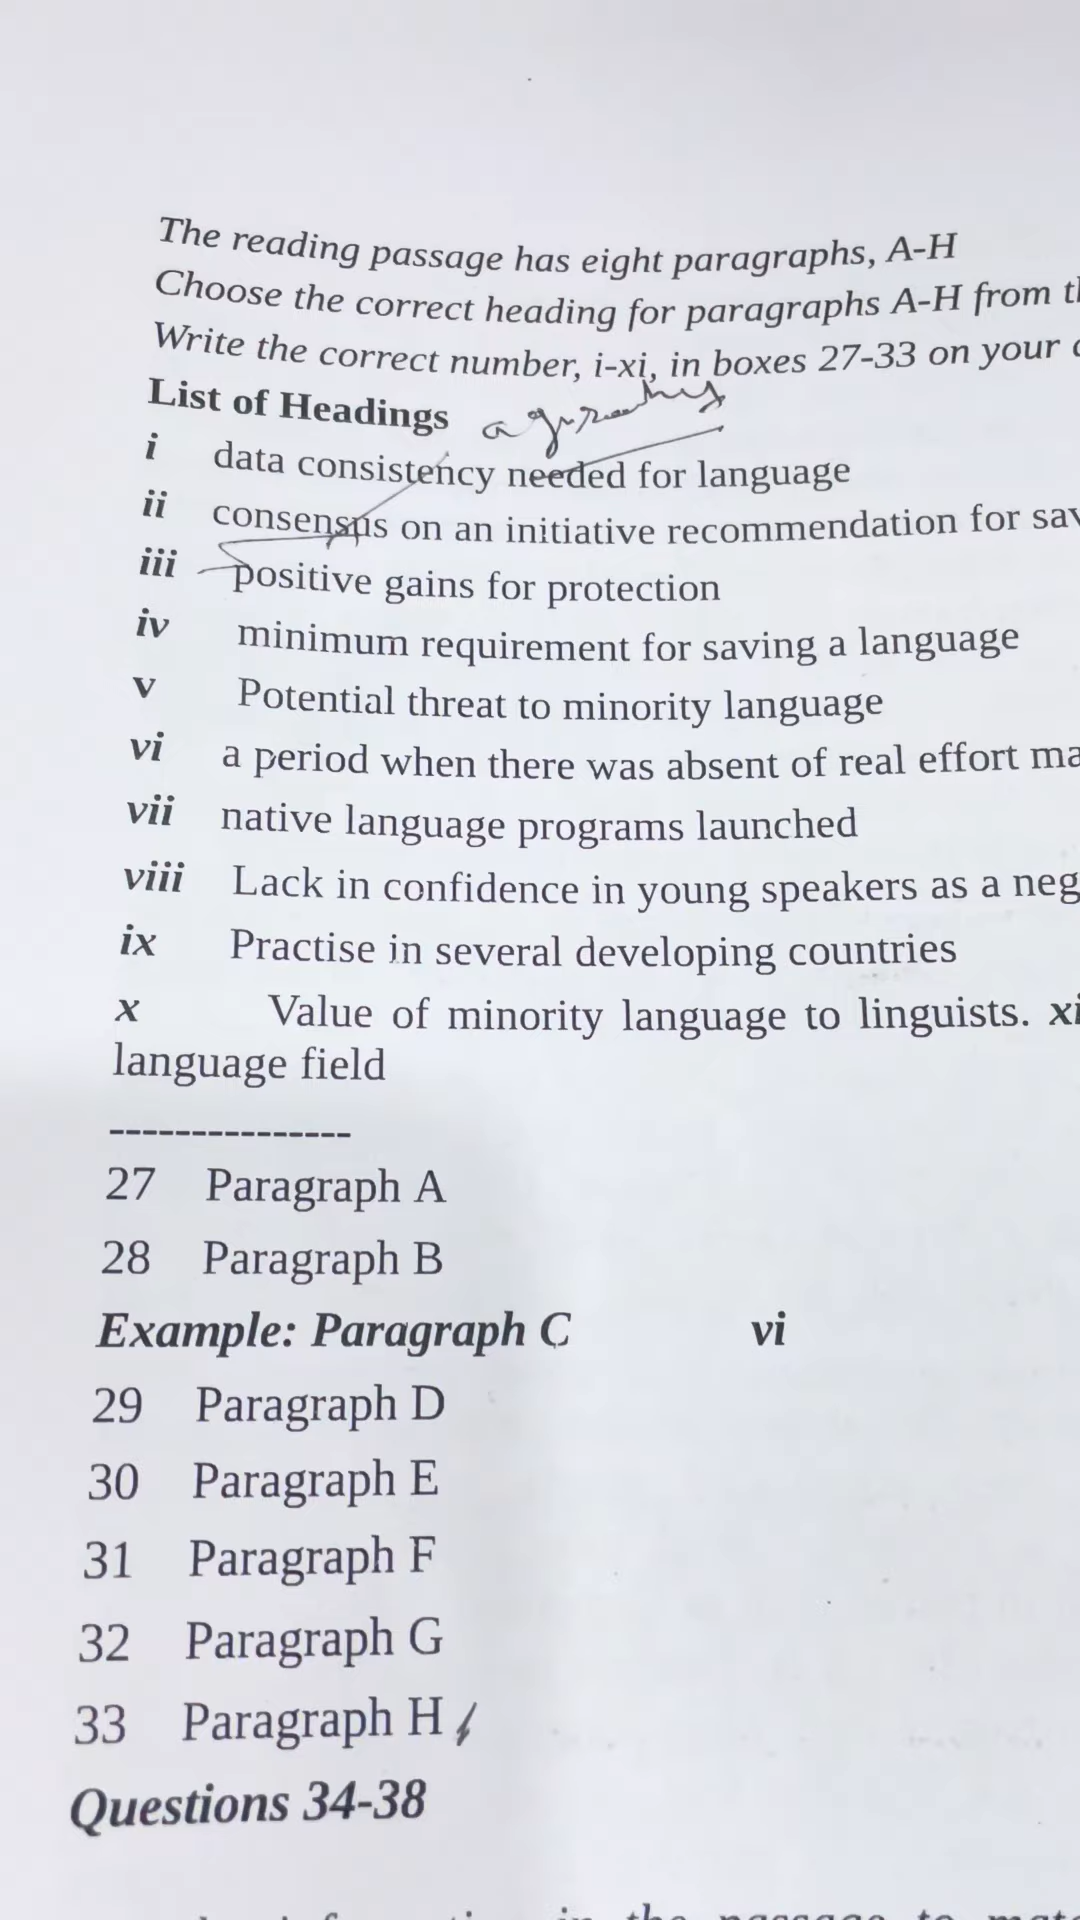 The reading passage has eight paragraphs, A-H
Choose the correct heading for paragraphs A-H from
Write the correct number, i-xi, in boxes 27-33 on your
List of Headings
i data consistency needed for language
ii consensus on an initiative recommendation for
iii positive gains for protection
iv minimum requirement for saving a language
v Potential threat to minority language
vi a period when there was absent of real effort
vii native language programs launched
viii Lack in confidence in young speakers as a
ix Practise in several developing countries
x Value of minority language to linguists.
language field
---------------
27 Paragraph A
28 Paragraph B
Example: Paragraph C vi
29 Paragraph D
30 Paragraph E
31 Paragraph F
32 Paragraph G
33 Paragraph H
Questions 34-38